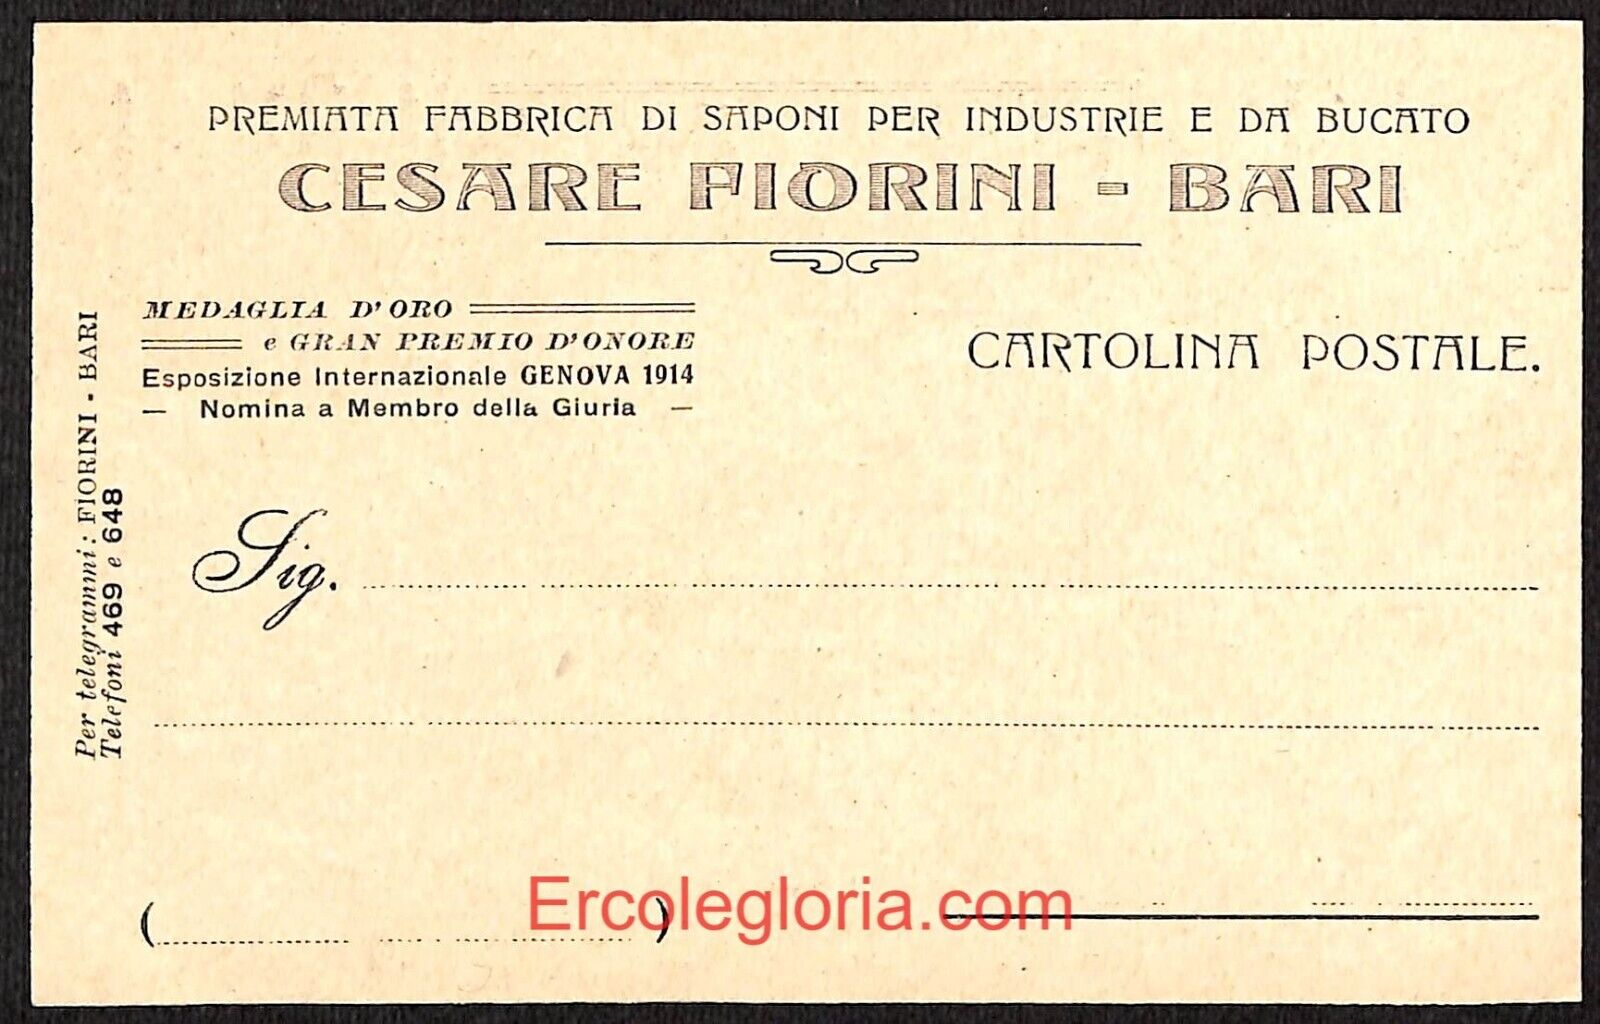 PREMIATA FABBRICA DI SAPONI PER INDUSTRIE E DA BUCATO
CESARE FIORINI - BARI
MEDAGLIA D'ORO
e GRAN PREMIO D'ONORE
Esposizione Internazionale GENOVA 1914
— Nomina a Membro della Giuria —
CARTOLINA POSTALE.
Per telegrammi: FIORINI - BARI
Telefoni 469 e 648
Sig.
( )
Ercolegloria.com